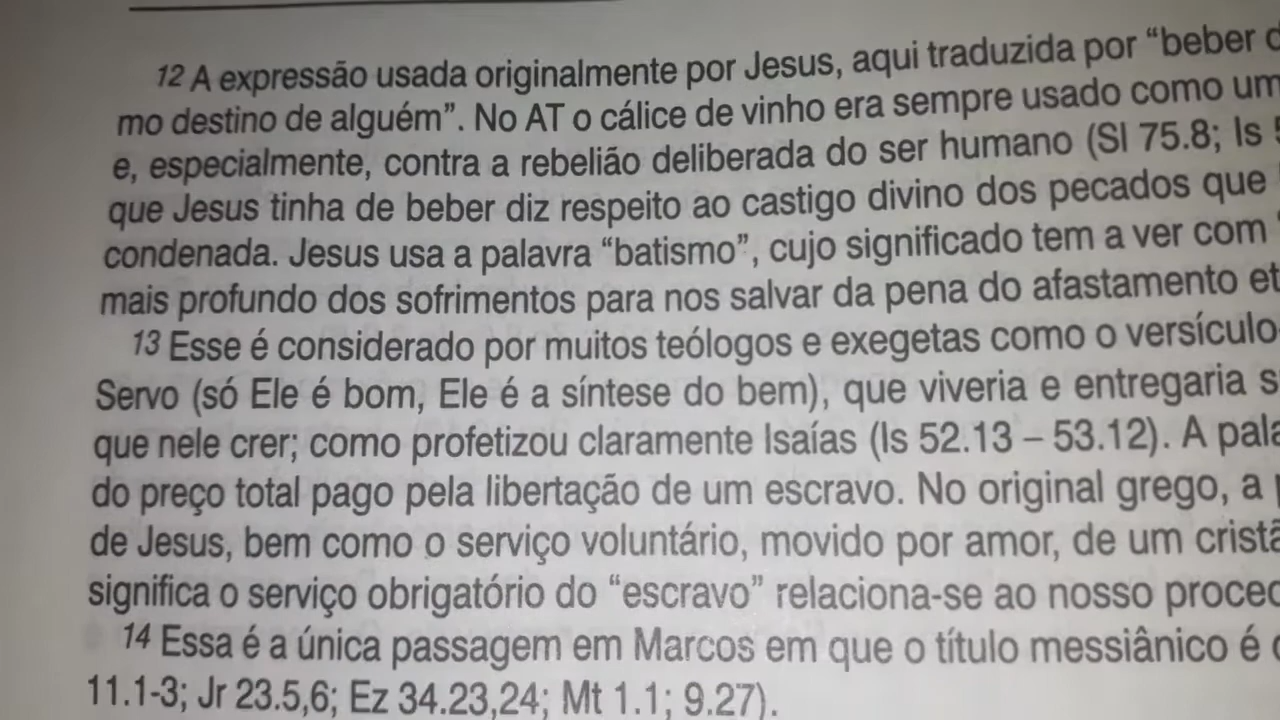 12 A expressão usada originalmente por Jesus, aqui traduzida por “beber
mo destino de alguém”. No AT o cálice de vinho era sempre usado como um
e, especialmente, contra a rebelião deliberada do ser humano (Sl 75.8; Is
que Jesus tinha de beber diz respeito ao castigo divino dos pecados que
condenada. Jesus usa a palavra “batismo”, cujo significado tem a ver com
mais profundo dos sofrimentos para nos salvar da pena do afastamento et
13 Esse é considerado por muitos teólogos e exegetas como o versículo
Servo (só Ele é bom, Ele é a síntese do bem), que viveria e entregaria s
que nele crer; como profetizou claramente Isaías (Is 52.13 – 53.12). A pala
do preço total pago pela libertação de um escravo. No original grego, a
de Jesus, bem como o serviço voluntário, movido por amor, de um cristã
significa o serviço obrigatório do “escravo” relaciona-se ao nosso proced
14 Essa é a única passagem em Marcos em que o título messiânico é
11.1-3; Jr 23.5,6; Ez 34.23,24; Mt 1.1; 9.27).